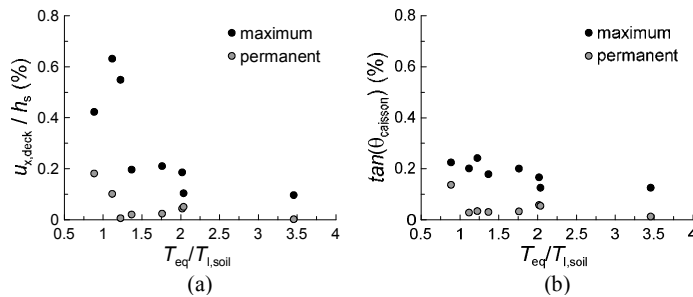 0.8
0.6
0.4
0.2
0
u_x,deck / h_s (%)
maximum
permanent
0.5 1 1.5 2 2.5 3 3.5 4
T_eq/T_I,soil
(a)
0.8
0.6
0.4
0.2
0
tan(θ_caisson) (%)
maximum
permanent
0.5 1 1.5 2 2.5 3 3.5 4
T_eq/T_I,soil
(b)